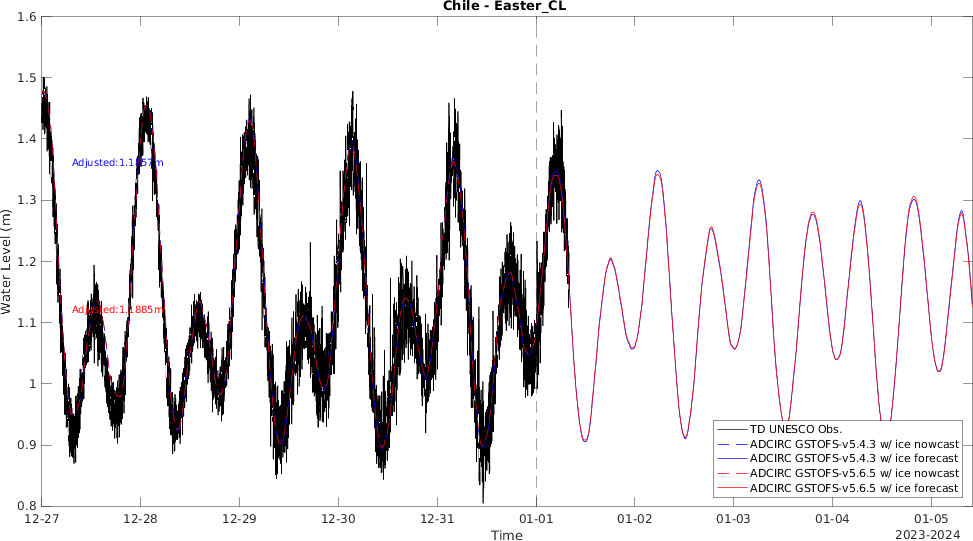 Chile - Easter_CL
1.6
1.5
1.4
1.3
1.2
1.1
1
0.9
0.8
Water Level (m)
Adjusted:1.1857m
Adjusted:1.1885m
TD UNESCO Obs.
ADCIRC GSTOFS-v5.4.3 w/ ice nowcast
ADCIRC GSTOFS-v5.4.3 w/ ice forecast
ADCIRC GSTOFS-v5.6.5 w/ ice nowcast
ADCIRC GSTOFS-v5.6.5 w/ ice forecast
12-27 12-28 12-29 12-30 12-31 01-01 01-02 01-03 01-04 01-05
Time
2023-2024